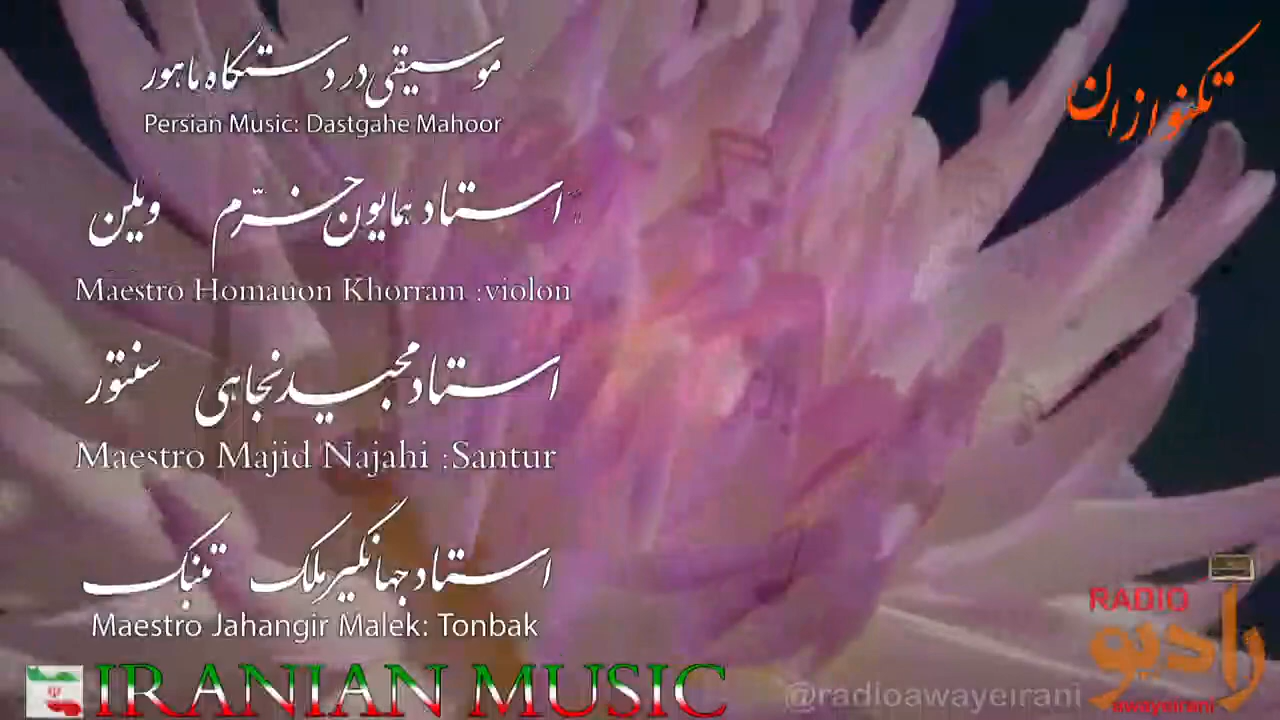 موسیقی در دستگاه ماهور
Persian Music: Dastgahe Mahoor
تکنوازان
استاد همایون خرّم ویلن
Maestro Homauon Khorram :violon
استاد مجید نجاهی سنتور
Maestro Majid Najahi :Santur
استاد جهانگیر ملک تنبک
Maestro Jahangir Malek: Tonbak
IRANIAN MUSIC
@radioawayeirani
RADIO
رادیو
awayeirani